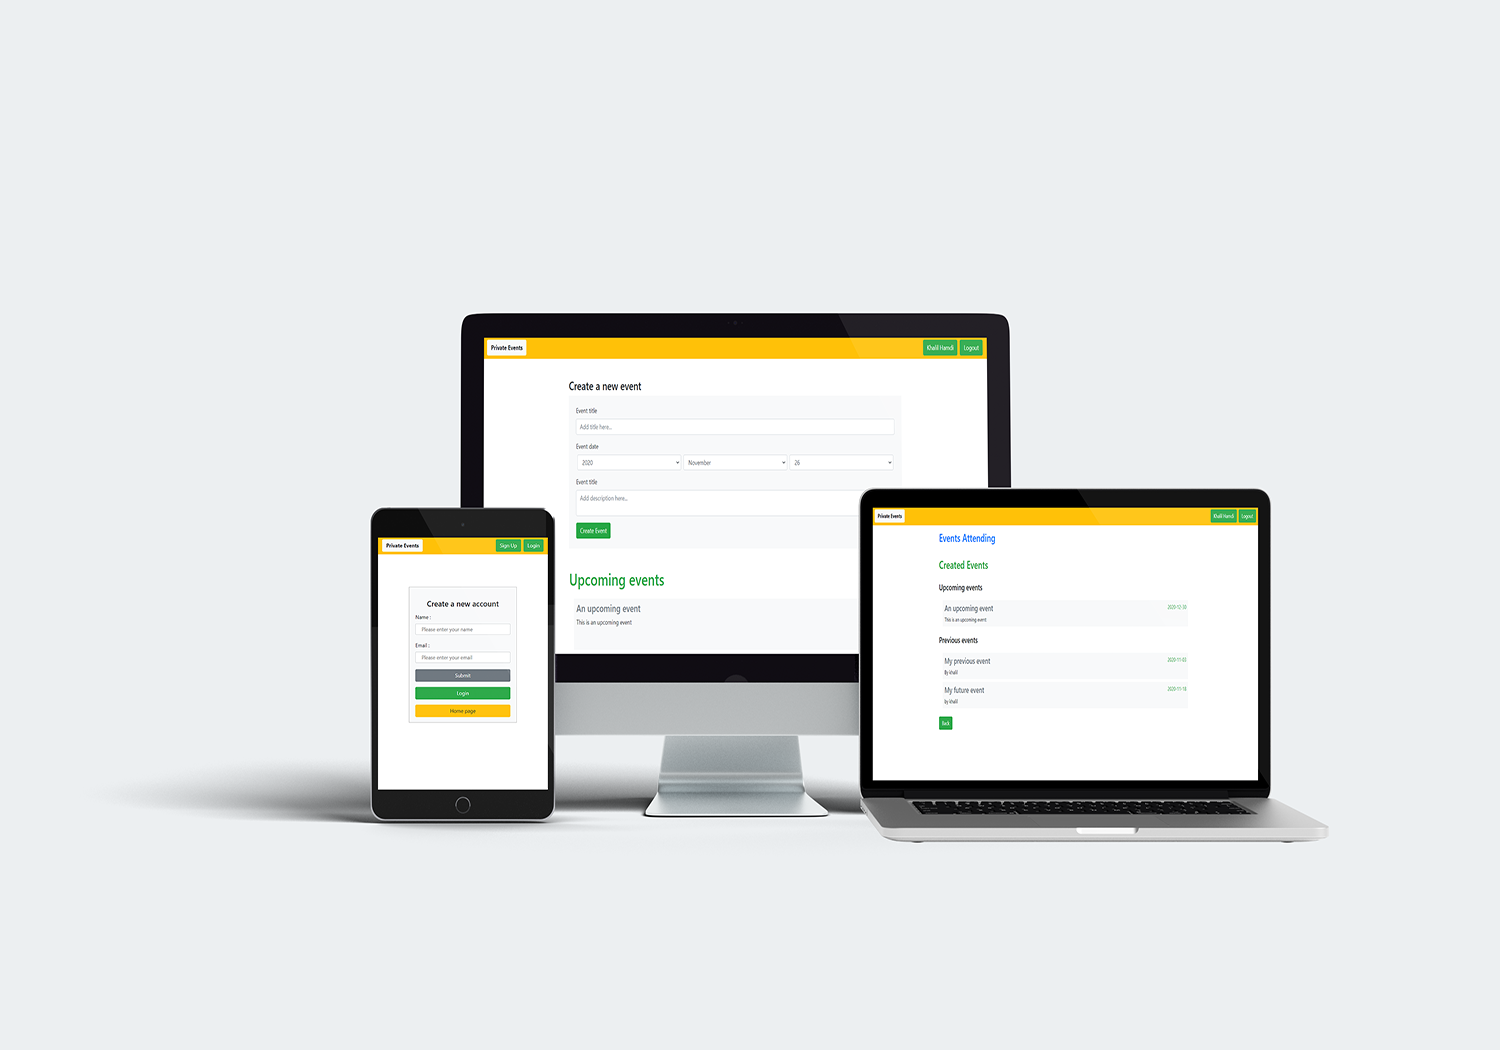 Private Events
Khalil Hamdi
Logout
Create a new event
Event title
Add title here...
Event date
2020
November
26
Event title
Add description here...
Create Event
Upcoming events
An upcoming event
This is an upcoming event
Private Events
Sign Up
Login
Create a new account
Name :
Please enter your name
Email :
Please enter your email
Submit
Login
Home page
Private Events
Khalil Hamdi
Logout
Events Attending
Created Events
Upcoming events
An upcoming event
2020-12-30
This is an upcoming event
Previous events
My previous event
2020-11-03
By khalil
My future event
2020-11-18
by khalil
Back